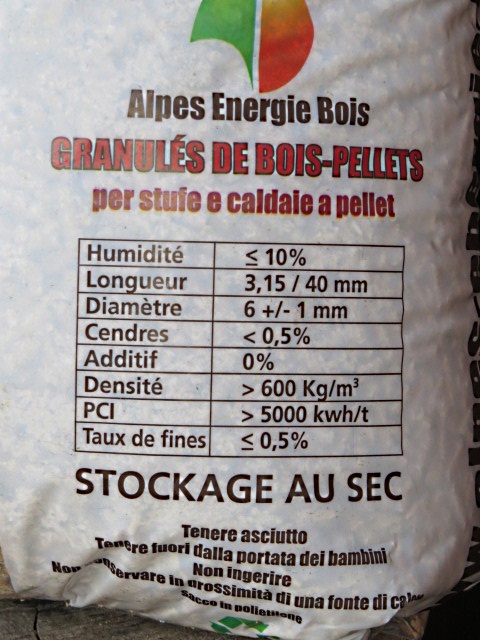 Alpes Energie Bois
GRANULÉS DE BOIS-PELLETS
per stufe e caldaie a pellet
Humidité ≤ 10%
Longueur 3,15 / 40 mm
Diamètre 6 +/- 1 mm
Cendres < 0,5%
Additif 0%
Densité > 600 Kg/m³
PCI > 5000 kwh/t
Taux de fines ≤ 0,5%
STOCKAGE AU SEC
Tenere asciutto
Tenere fuori dalla portata dei bambini
Non ingerire
Non in prossimità di una fonte di
Sacco in polietilene